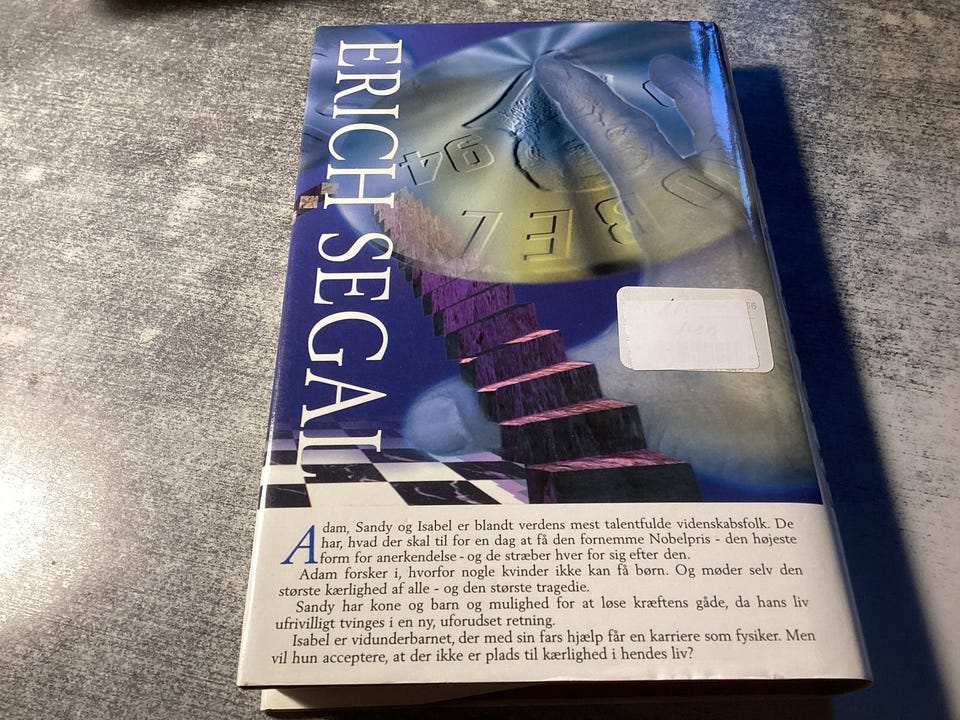 ERICH SEGAL
94
Adam, Sandy og Isabel er blandt verdens mest talentfulde videnskabsfolk. De
har, hvad der skal til for en dag at få den fornemme Nobelpris - den højeste
form for anerkendelse - og de stræber hver for sig efter den.
Adam forsker i, hvorfor nogle kvinder ikke kan få børn. Og møder selv den
største kærlighed af alle - og den største tragedie.
Sandy har kone og barn og mulighed for at løse kræftens gåde, da hans liv
ufrivilligt tvinges i en ny, uforudset retning.
Isabel er vidunderbarnet, der med sin fars hjælp får en karriere som fysiker. Men
vil hun acceptere, at der ikke er plads til kærlighed i hendes liv?